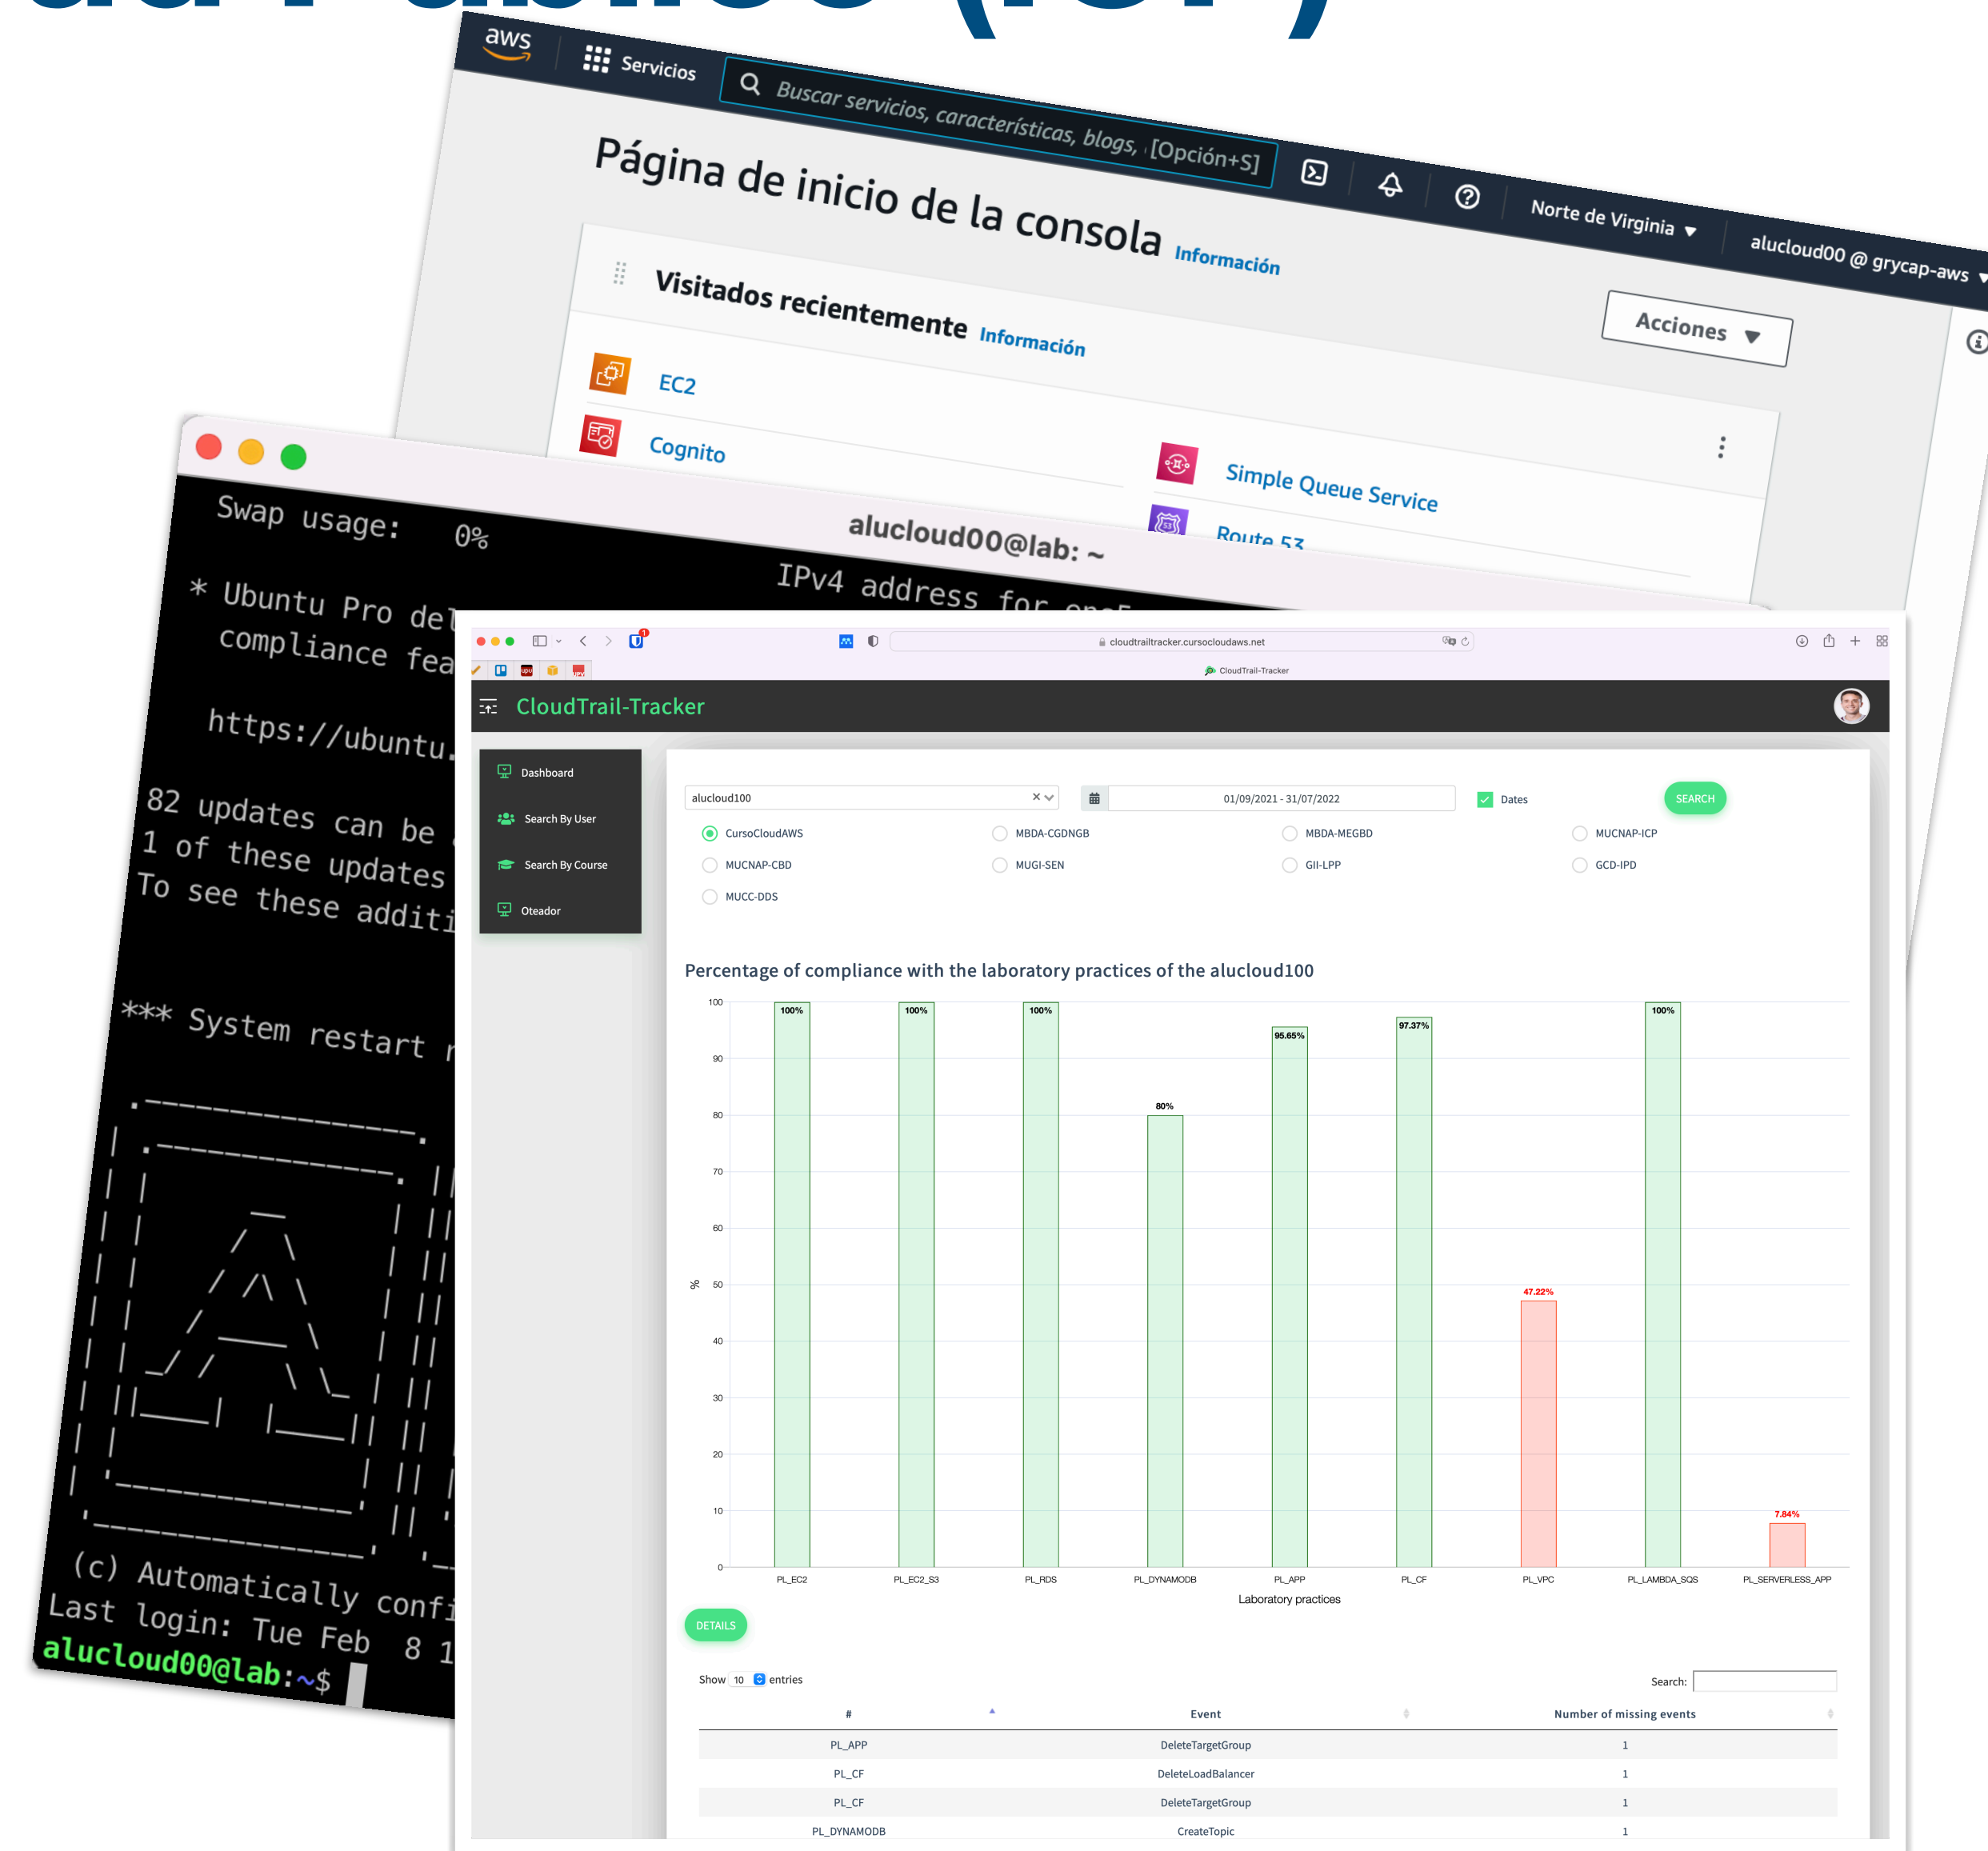 aws
Servicios
Buscar servicios, características, blogs, [Opción+S]
Norte de Virginia
alucloud00 @ grycap-aws
Página de inicio de la consola Información
Acciones
Visitados recientemente Información
EC2
Cognito
Simple Queue Service
Route 53
alucloud00@lab: ~
Swap usage: 0%
IPv4 address for
* Ubuntu Pro
compliance
https://ubuntu.
82 updates can be
1 of these updates
To see these
*** System restart
(c) Automatically
Last login: Tue Feb 8
alucloud00@lab:~$
1
cloudtrailtracker.cursocloudaws.net
CloudTrail-Tracker
CloudTrail-Tracker
Dashboard
Search By User
Search By Course
Oteador
alucloud100
01/09/2021 - 31/07/2022
Dates
SEARCH
CursoCloudAWS
MBDA-CGDNGB
MBDA-MEGBD
MUCNAP-ICP
MUCNAP-CBD
MUGI-SEN
GII-LPP
GCD-IPD
MUCC-DDS
Percentage of compliance with the laboratory practices of the alucloud100
%
100
90
80
70
60
50
40
30
20
10
0
100%
100%
100%
80%
95.65%
97.37%
47.22%
100%
7.84%
PL_EC2
PL_EC2_S3
PL_RDS
PL_DYNAMODB
PL_APP
PL_CF
PL_VPC
PL_LAMBDA_SQS
PL_SERVERLESS_APP
Laboratory practices
DETAILS
Show 10 entries
Search:
# Event Number of missing events
PL_APP DeleteTargetGroup 1
PL_CF DeleteLoadBalancer 1
PL_CF DeleteTargetGroup 1
PL_DYNAMODB CreateTopic 1